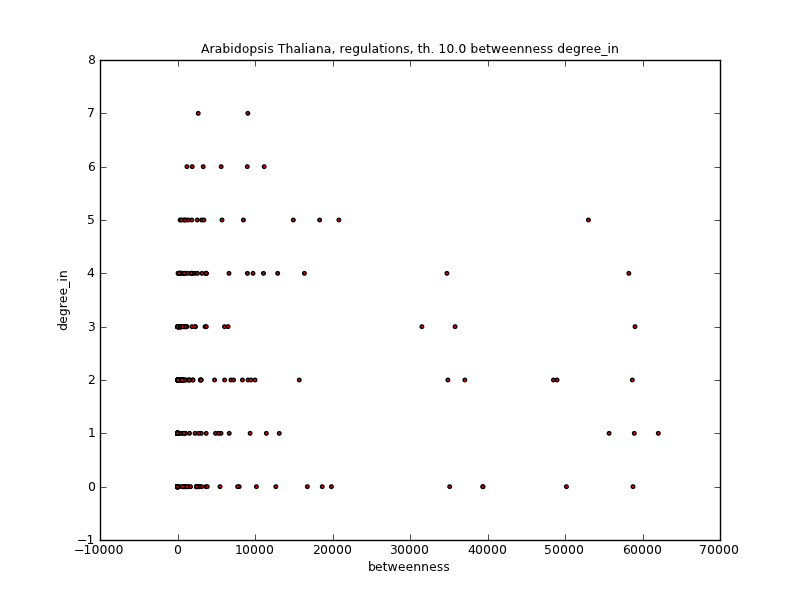 Arabidopsis Thaliana, regulations, th. 10.0 betweenness degree_in
8
7
6
5
4
3
2
1
0
−1
degree_in
−10000 0 10000 20000 30000 40000 50000 60000 70000
betweenness